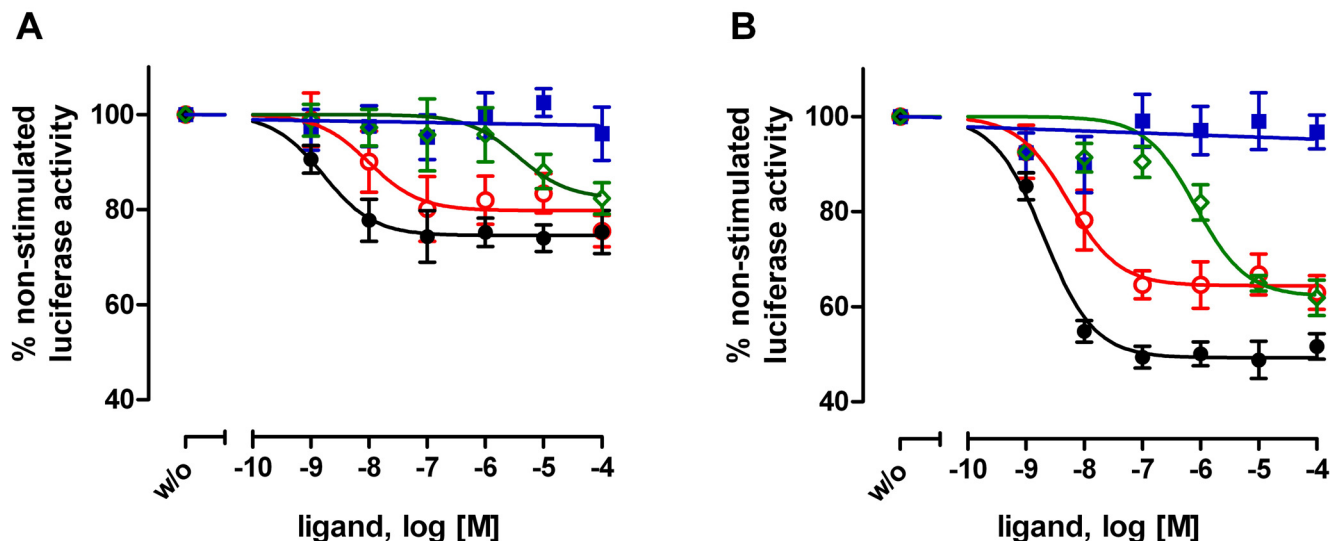 A
% non-stimulated
luciferase activity
100
80
60
40
w/o
-10 -9 -8 -7 -6 -5 -4
ligand, log [M]
B
% non-stimulated
luciferase activity
100
80
60
40
w/o
-10 -9 -8 -7 -6 -5 -4
ligand, log [M]